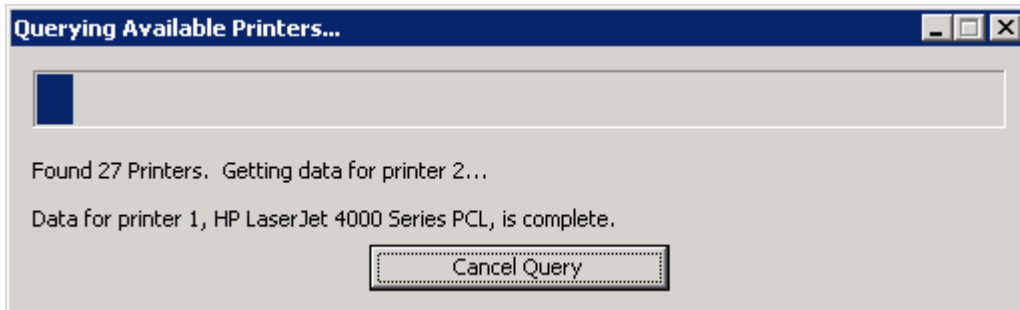 Querying Available Printers...
Found 27 Printers.  Getting data for printer 2...
Data for printer 1, HP LaserJet 4000 Series PCL, is complete.
Cancel Query